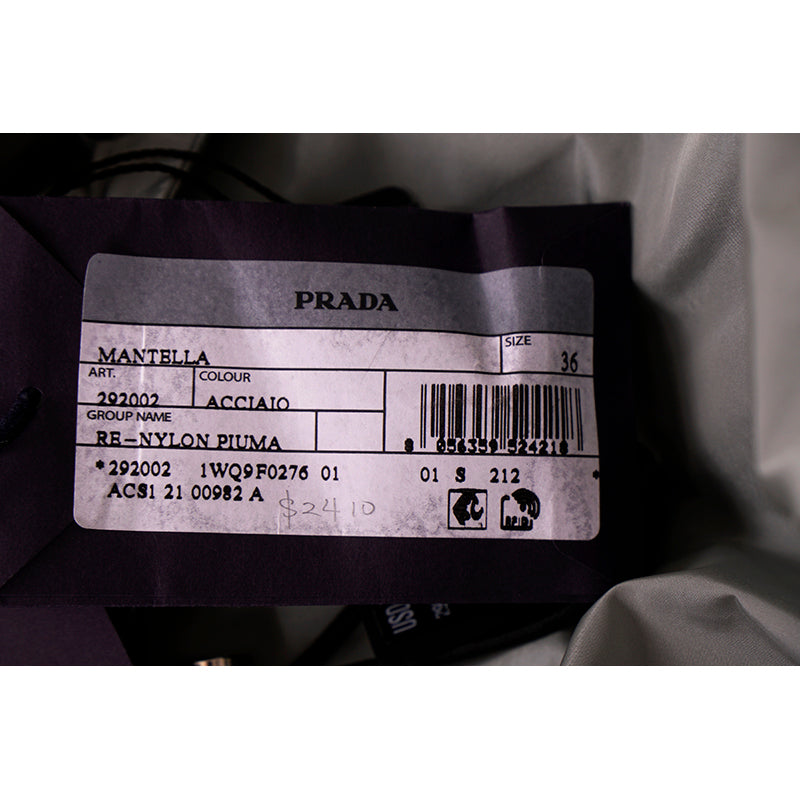 PRADA
MANTELLA
SIZE
36
ART.
292002
COLOUR
ACCIAIO
GROUP NAME
RE-NYLON PIUMA
8 056359 524218
*292002 1WQ9F0276 01 01 S 212 *
ACS1 21 00982 A
$2410